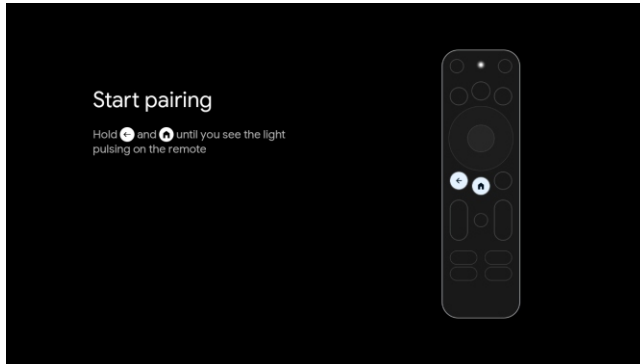 Start pairing
Hold and until you see the light
pulsing on the remote